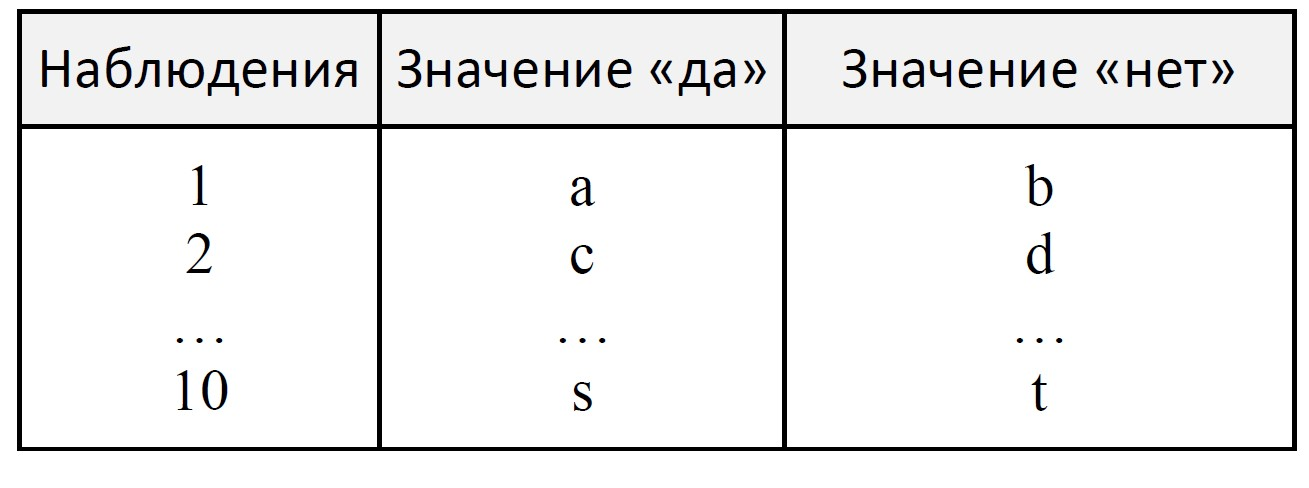 Наблюдения Значение «да» Значение «нет»
1 a b
2 c d
… … …
10 s t